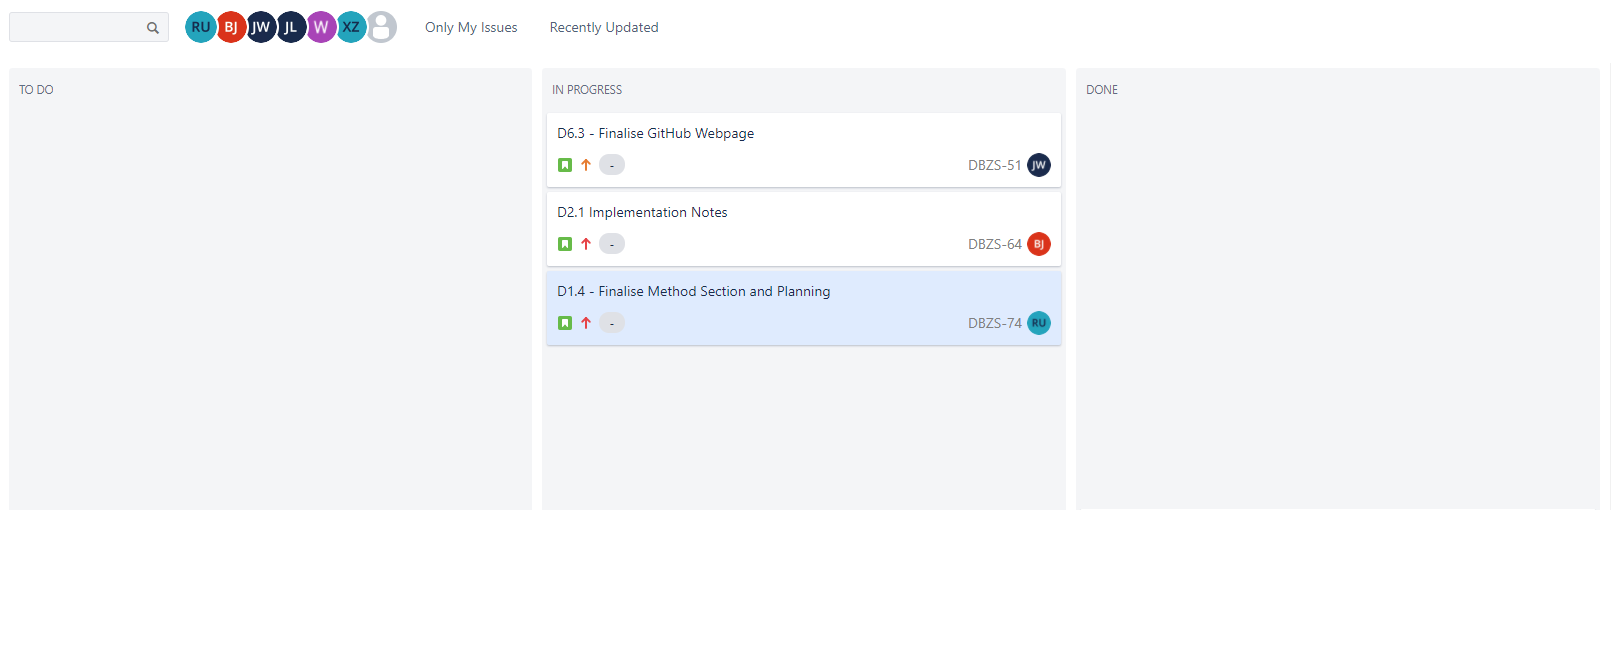 RU BJ JW JL W XZ Only My Issues Recently Updated
TO DO
IN PROGRESS
D6.3 - Finalise GitHub Webpage
- DBZS-51 JW
D2.1 Implementation Notes
- DBZS-64 BJ
D1.4 - Finalise Method Section and Planning
- DBZS-74 RU
DONE